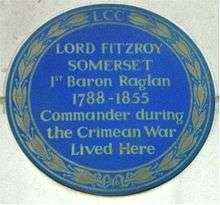 LCC
LORD FITZROY
SOMERSET
1ST Baron Raglan
1788-1855
Commander during
the Crimean War
Lived Here